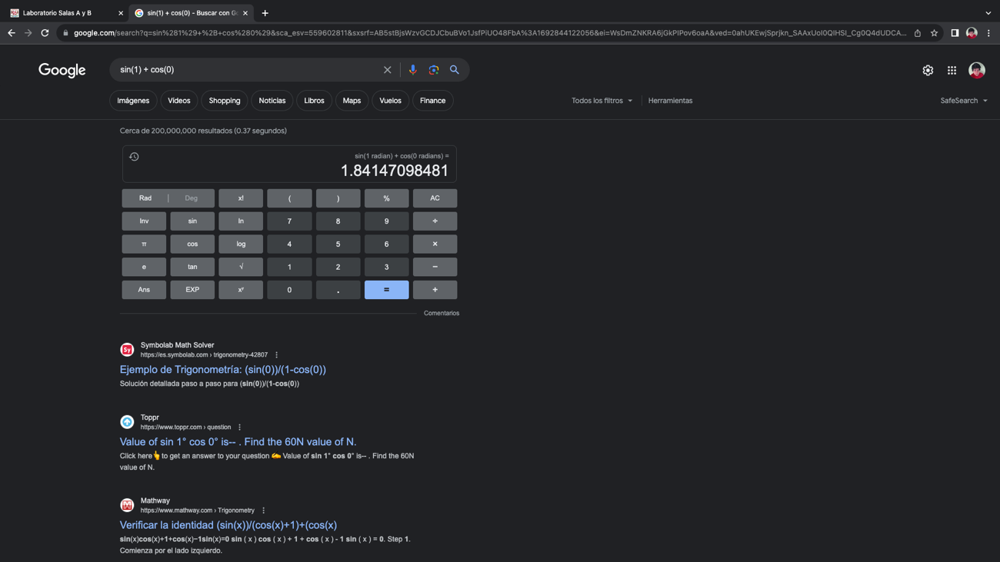 Laboratorio Salas A y B
sin(1) + cos(0) - Buscar con Go
google.com/search?q=sin%281%29+%2B+cos%280%29&sca_esv=559602811&sxsrf=AB5stBjsWzvGCDJCbuBVo1JsfPiUO48FbA%3A1692844122056&ei=WsDmZNKRA6jGkPIPov6oaA&ved=0ahUKEwjSprjkn_SAAxUoI0QIHSI_Cg0Q4dUDCA...
Google
sin(1) + cos(0)
Imágenes Videos Shopping Noticias Libros Maps Vuelos Finance
Todos los filtros Herramientas SafeSearch
Cerca de 200,000,000 resultados (0.37 segundos)
sin(1 radian) + cos(0 radians) =
1.84147098481
Rad | Deg x! ( ) % AC
Inv sin ln 7 8 9 ÷
π cos log 4 5 6 ×
e tan √ 1 2 3 −
Ans EXP xʸ 0 . = +
Comentarios
Sy
Symbolab Math Solver
https://es.symbolab.com › trigonometry-42807
Ejemplo de Trigonometría: (sin(0))/(1-cos(0))
Solución detallada paso a paso para (sin(0))/(1-cos(0))
Toppr
https://www.toppr.com › question
Value of sin 1° cos 0° is-- . Find the 60N value of N.
Click here👆to get an answer to your question ✍️ Value of sin 1° cos 0° is-- . Find the 60N
value of N.
Mathway
https://www.mathway.com › Trigonometry
Verificar la identidad (sin(x))/(cos(x)+1)+(cos(x)
sin(x)cos(x)+1+cos(x)−1sin(x)=0 sin ( x ) cos ( x ) + 1 + cos ( x ) - 1 sin ( x ) = 0. Step 1.
Comienza por el lado izquierdo.